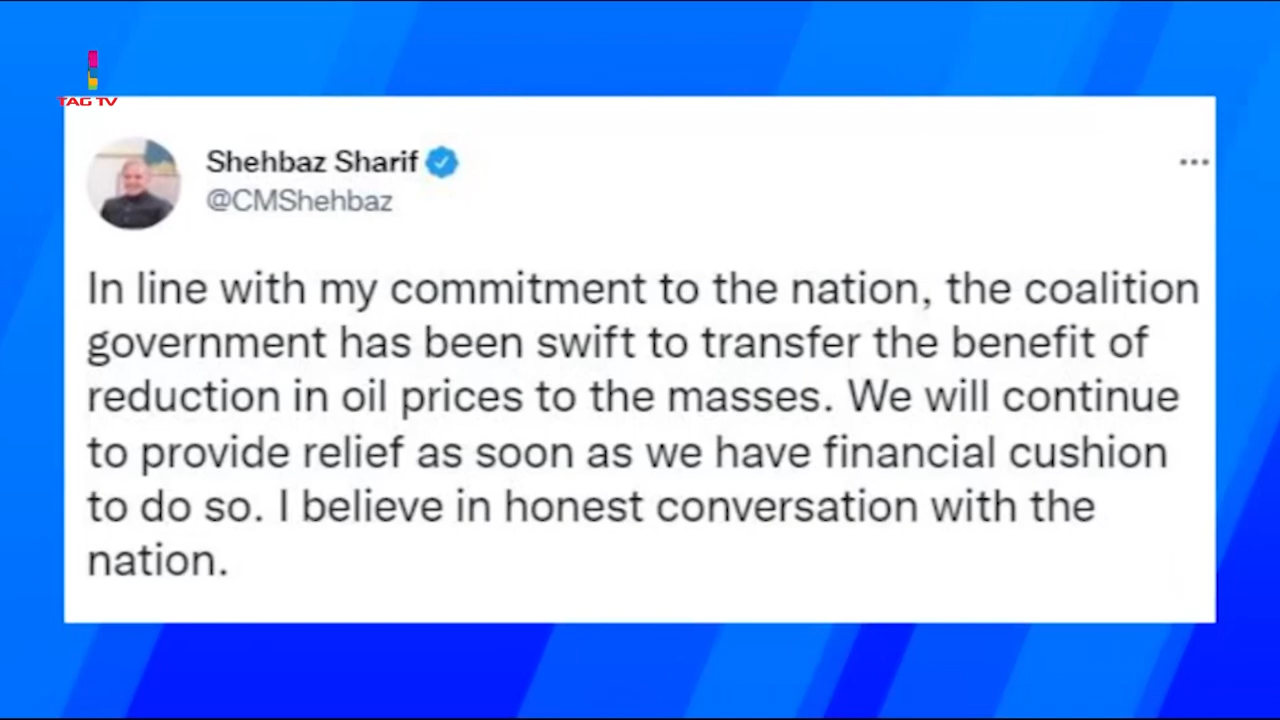 TAG TV
Shehbaz Sharif
@CMShehbaz
In line with my commitment to the nation, the coalition
government has been swift to transfer the benefit of
reduction in oil prices to the masses. We will continue
to provide relief as soon as we have financial cushion
to do so. I believe in honest conversation with the
nation.